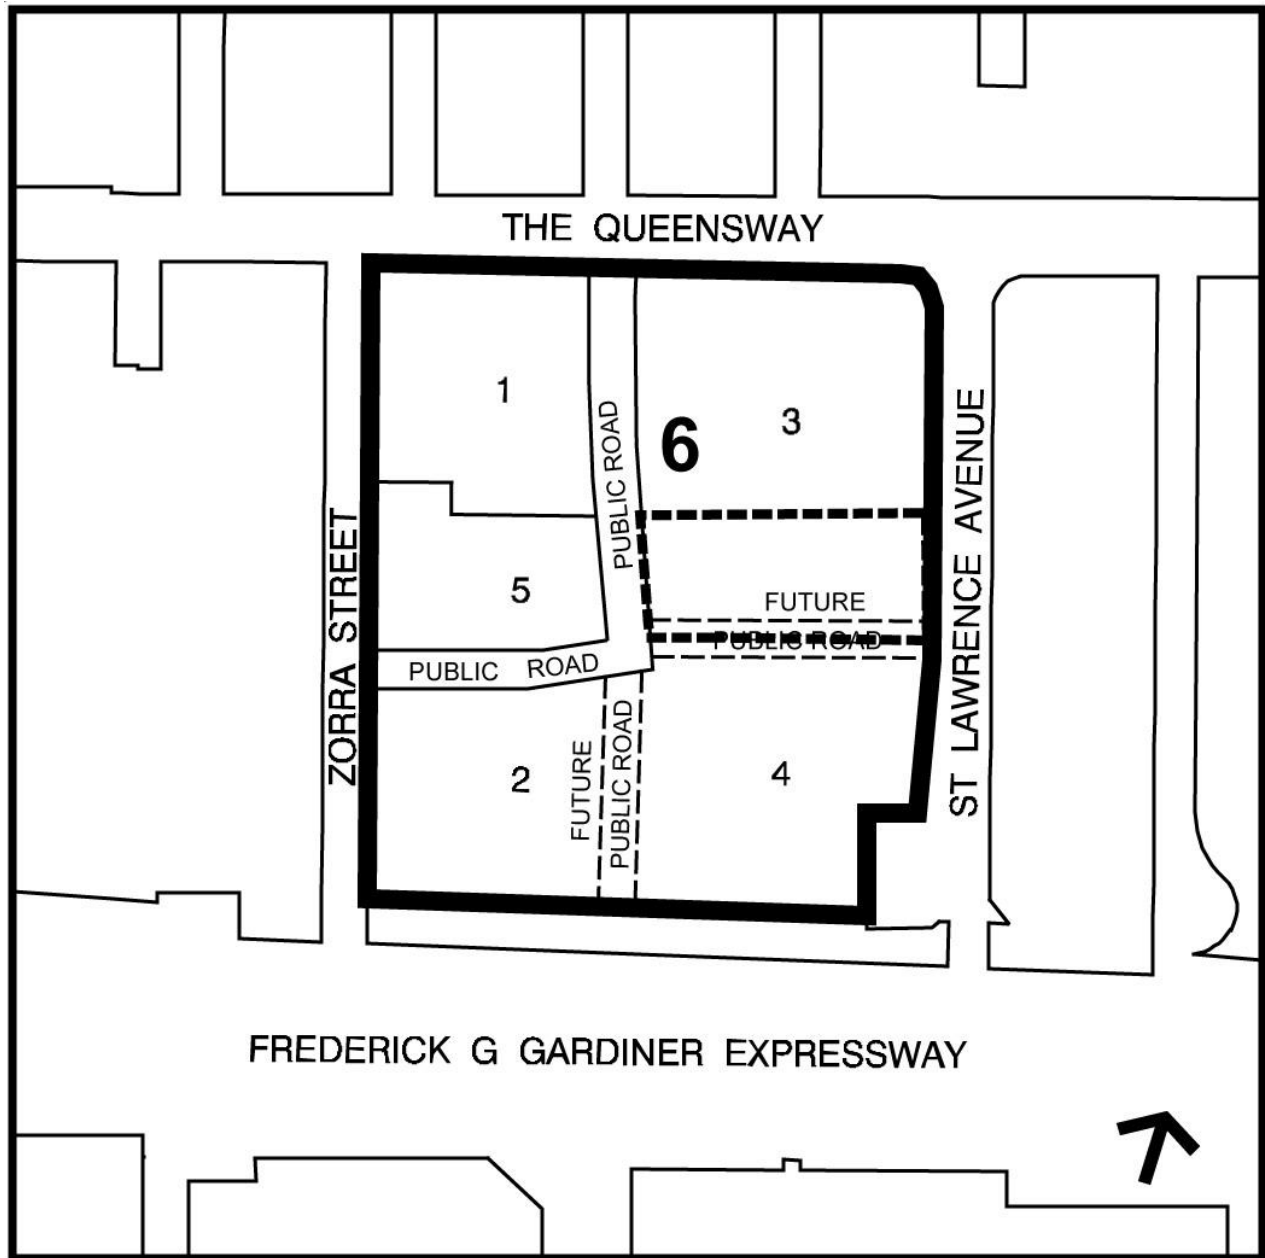 THE QUEENSWAY
1
PUBLIC ROAD
6
3
ST LAWRENCE AVENUE
ZORRA STREET
5
FUTURE
PUBLIC ROAD
PUBLIC ROAD
2
FUTURE
PUBLIC ROAD
4
FREDERICK G GARDINER EXPRESSWAY